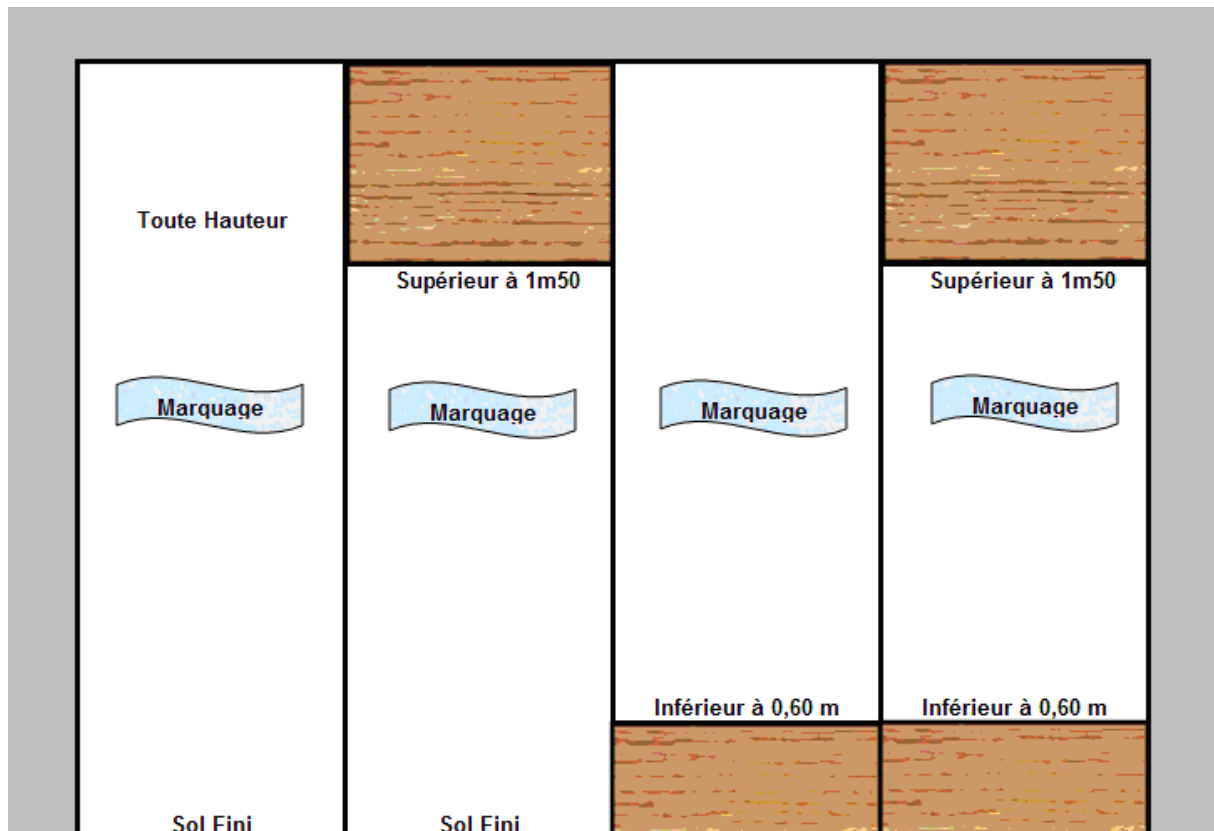 Toute Hauteur
Supérieur à 1m50
Supérieur à 1m50
Marquage
Marquage
Marquage
Marquage
Inférieur à 0,60 m
Inférieur à 0,60 m
Sol Fini
Sol Fini